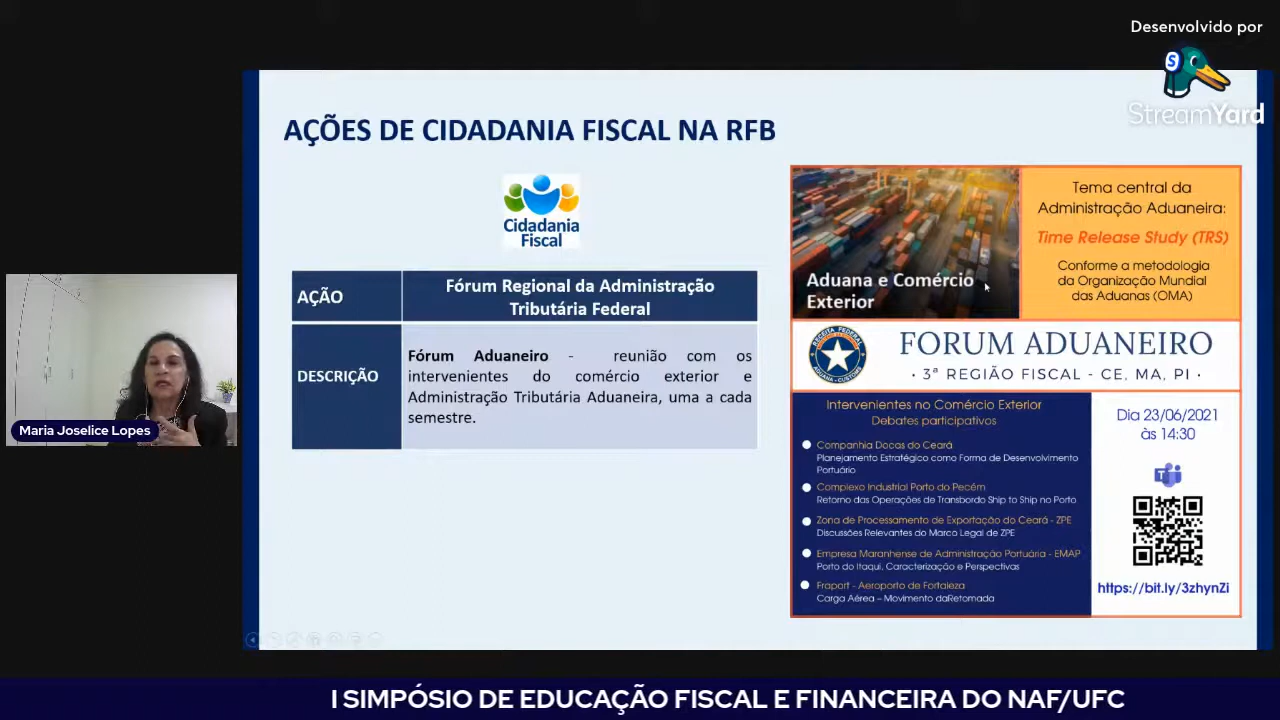 Desenvolvido por
StreamYard
AÇÕES DE CIDADANIA FISCAL NA RFB
Cidadania
Fiscal
AÇÃO
Fórum Regional da Administração
Tributária Federal
DESCRIÇÃO
Fórum Aduaneiro - reunião com os
intervenientes do comércio exterior e
Administração Tributária Aduaneira, uma a cada
semestre.
Aduana e Comércio
Exterior
Tema central da
Administração Aduaneira:
Time Release Study (TRS)
Conforme a metodologia
da Organização Mundial
das Aduanas (OMA)
RECEITA FEDERAL
ADUANA-CUSTOMS
FORUM ADUANEIRO
· 3ª REGIÃO FISCAL - CE, MA, PI ·
Intervenientes no Comércio Exterior
Debates participativos
Companhia Docas do Ceará
Planejamento Estratégico como Forma de Desenvolvimento
Portuário
Complexo Industrial Porto do Pecém
Retorno das Operações de Transbordo Ship to Ship no Porto
Zona de Processamento de Exportação do Ceará - ZPE
Discussões Relevantes do Marco Legal de ZPE
Empresa Maranhense de Administração Portuária - EMAP
Porto do Itaqui, Caracterização e Perspectivas
Fraport - Aeroporto de Fortaleza
Carga Aérea – Movimento daRetomada
Dia 23/06/2021
às 14:30
https://bit.ly/3zhynZi
Maria Joselice Lopes
I SIMPÓSIO DE EDUCAÇÃO FISCAL E FINANCEIRA DO NAF/UFC